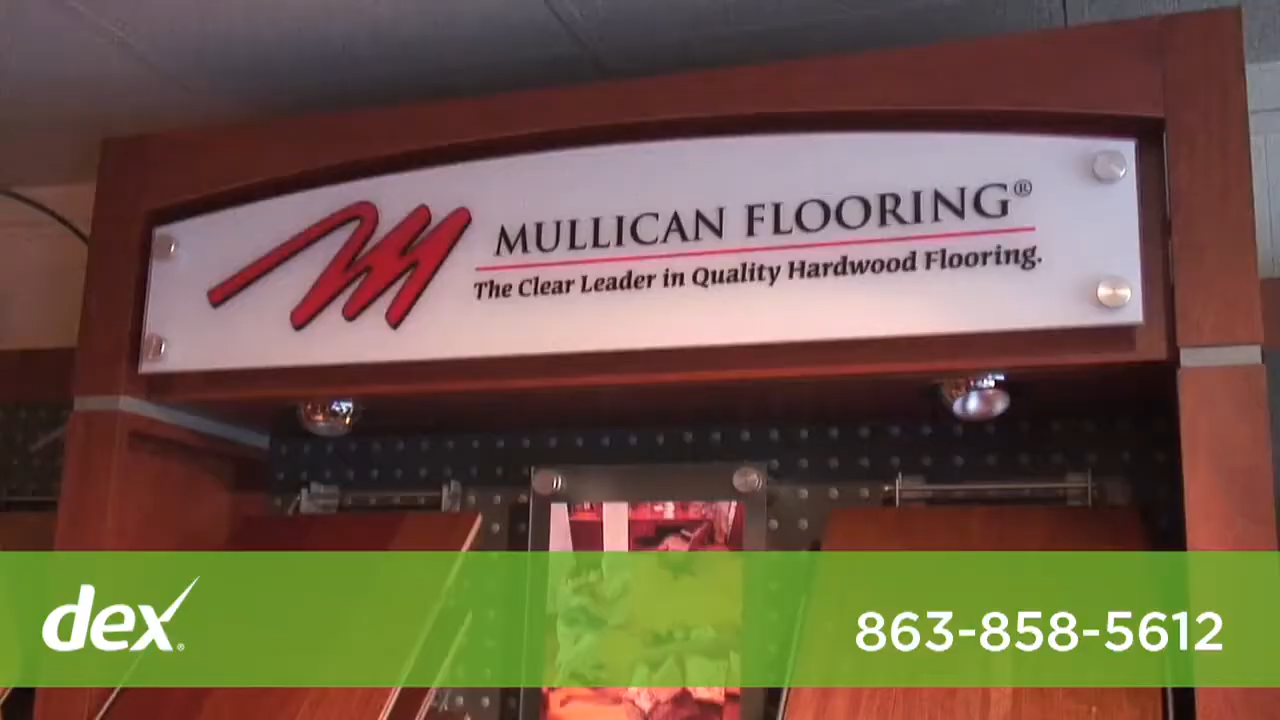 MULLICAN FLOORING®
The Clear Leader in Quality Hardwood Flooring.
dex®
863-858-5612